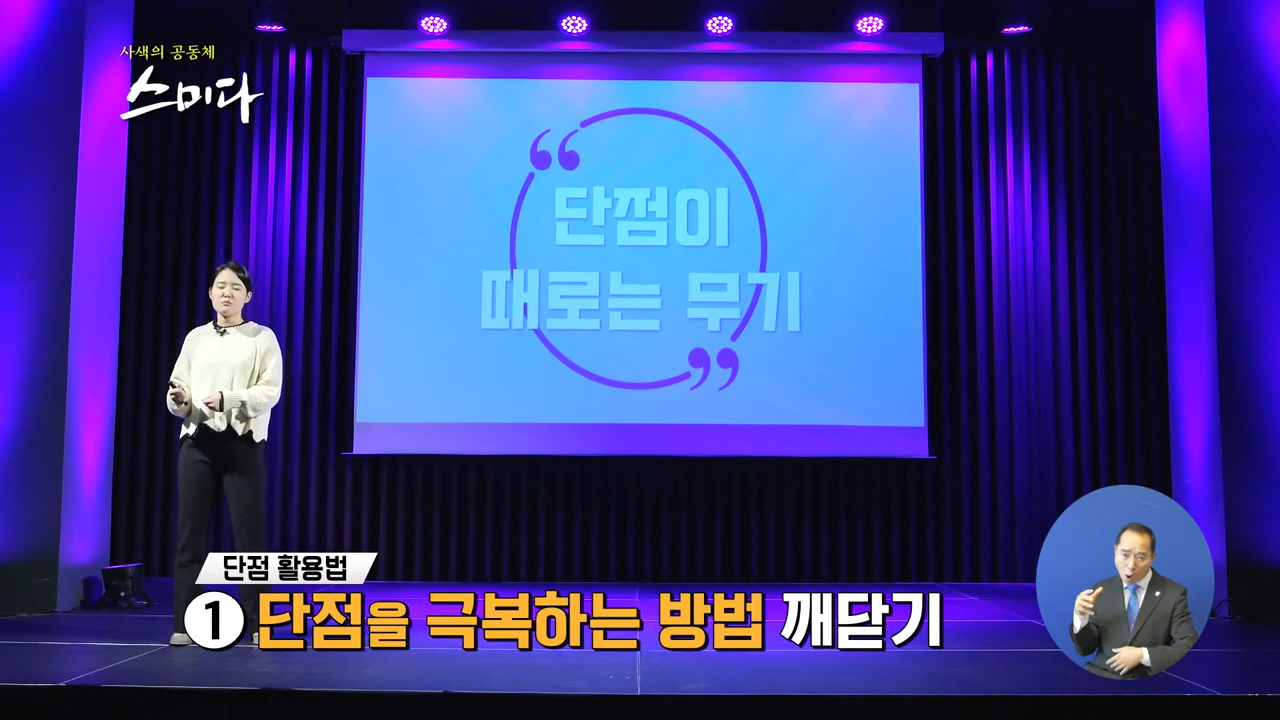 사색의 공동체
스미다
“단점이
때로는 무기”
단점 활용법
1 단점을 극복하는 방법 깨닫기